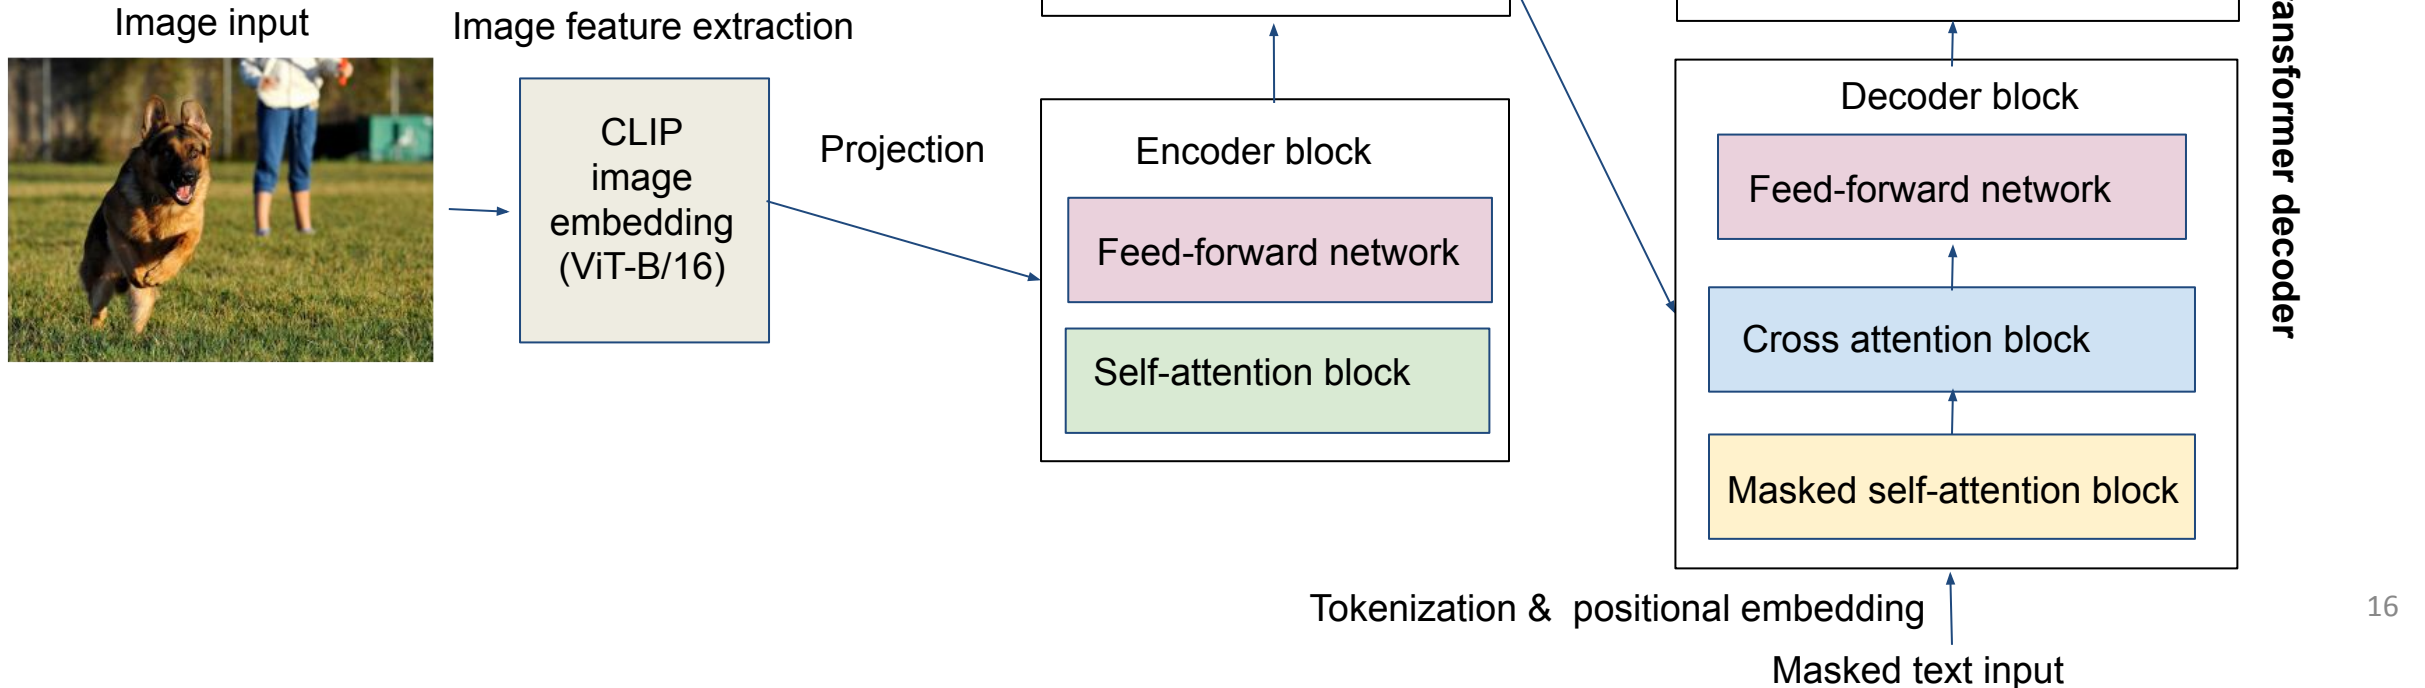 Image input
Image feature extraction
CLIP
image
embedding
(ViT-B/16)
Projection
Encoder block
Feed-forward network
Self-attention block
Decoder block
Feed-forward network
Cross attention block
Masked self-attention block
ansformer decoder
Tokenization & positional embedding
Masked text input
16